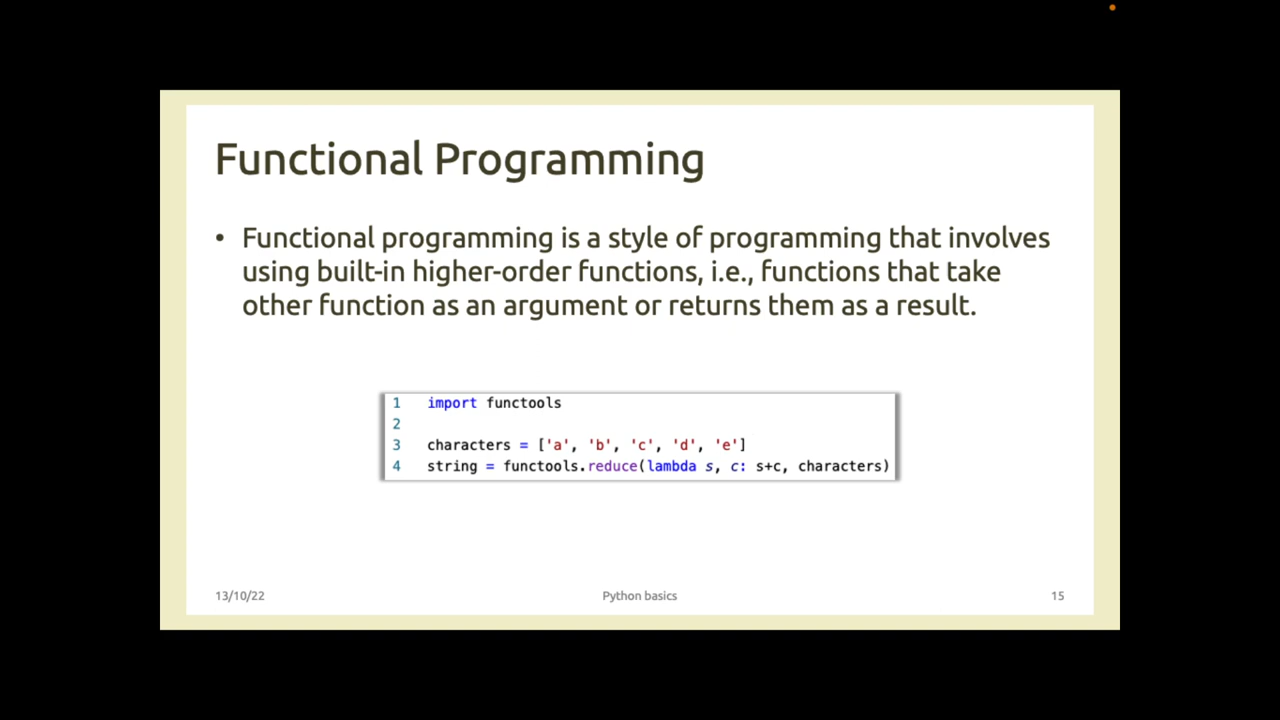 Functional Programming
• Functional programming is a style of programming that involves
using built-in higher-order functions, i.e., functions that take
other function as an argument or returns them as a result.
1 import functools
2
3 characters = ['a', 'b', 'c', 'd', 'e']
4 string = functools.reduce(lambda s, c: s+c, characters)
13/10/22 Python basics 15